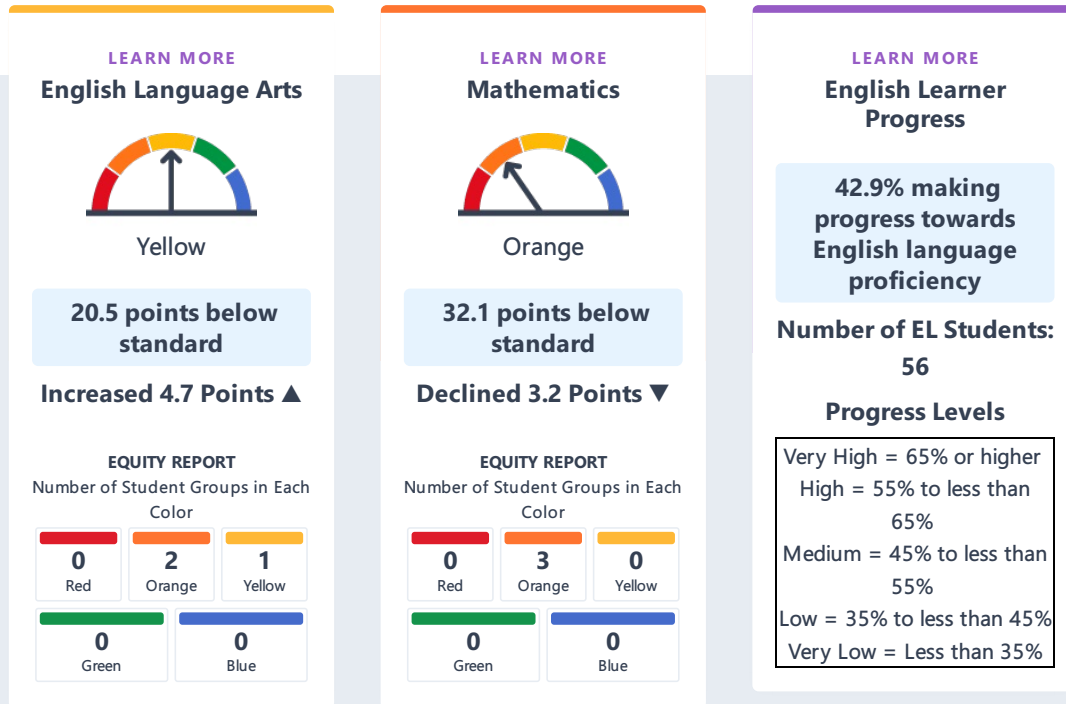 LEARN MORE
English Language Arts
Yellow
20.5 points below
standard
Increased 4.7 Points ▲
EQUITY REPORT
Number of Student Groups in Each
Color
0
Red
2
Orange
1
Yellow
0
Green
0
Blue
LEARN MORE
Mathematics
Orange
32.1 points below
standard
Declined 3.2 Points ▼
EQUITY REPORT
Number of Student Groups in Each
Color
0
Red
3
Orange
0
Yellow
0
Green
0
Blue
LEARN MORE
English Learner
Progress
42.9% making
progress towards
English language
proficiency
Number of EL Students:
56
Progress Levels
Very High = 65% or higher
High = 55% to less than
65%
Medium = 45% to less than
55%
Low = 35% to less than 45%
Very Low = Less than 35%